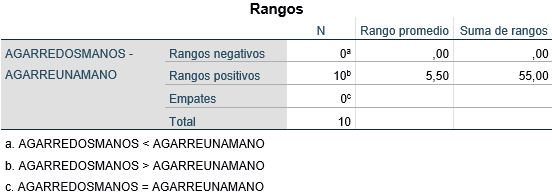 Rangos
N Rango promedio Suma de rangos
AGARREDOSMANOS - Rangos negativos 0a ,00 ,00
AGARREUNAMANO Rangos positivos 10b 5,50 55,00
Empates 0c
Total 10
a. AGARREDOSMANOS < AGARREUNAMANO
b. AGARREDOSMANOS > AGARREUNAMANO
c. AGARREDOSMANOS = AGARREUNAMANO